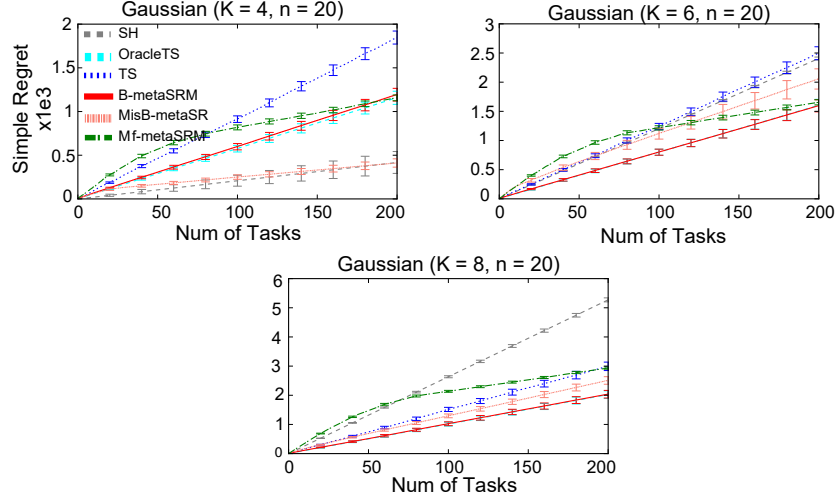 Gaussian (K = 4, n = 20)
Simple Regret
x1e3
2
1.5
1
0.5
0
SH
OracleTS
TS
B-metaSRM
MisB-metaSR
Mf-metaSRM
0 50 100 150 200
Num of Tasks
Gaussian (K = 6, n = 20)
3
2.5
2
1.5
1
0.5
0
0 50 100 150 200
Num of Tasks
Gaussian (K = 8, n = 20)
6
5
4
3
2
1
0
0 50 100 150 200
Num of Tasks